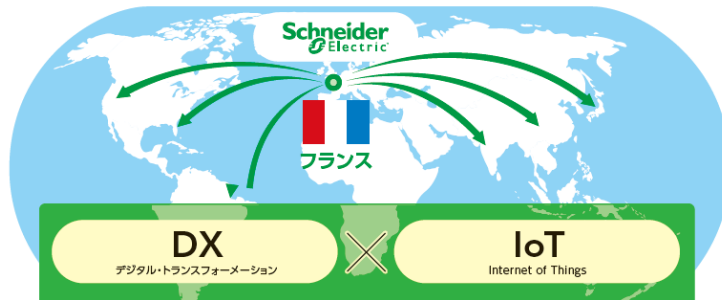 Schneider
Electric
フランス
DX
デジタル・トランスフォーメーション
IoT
Internet of Things